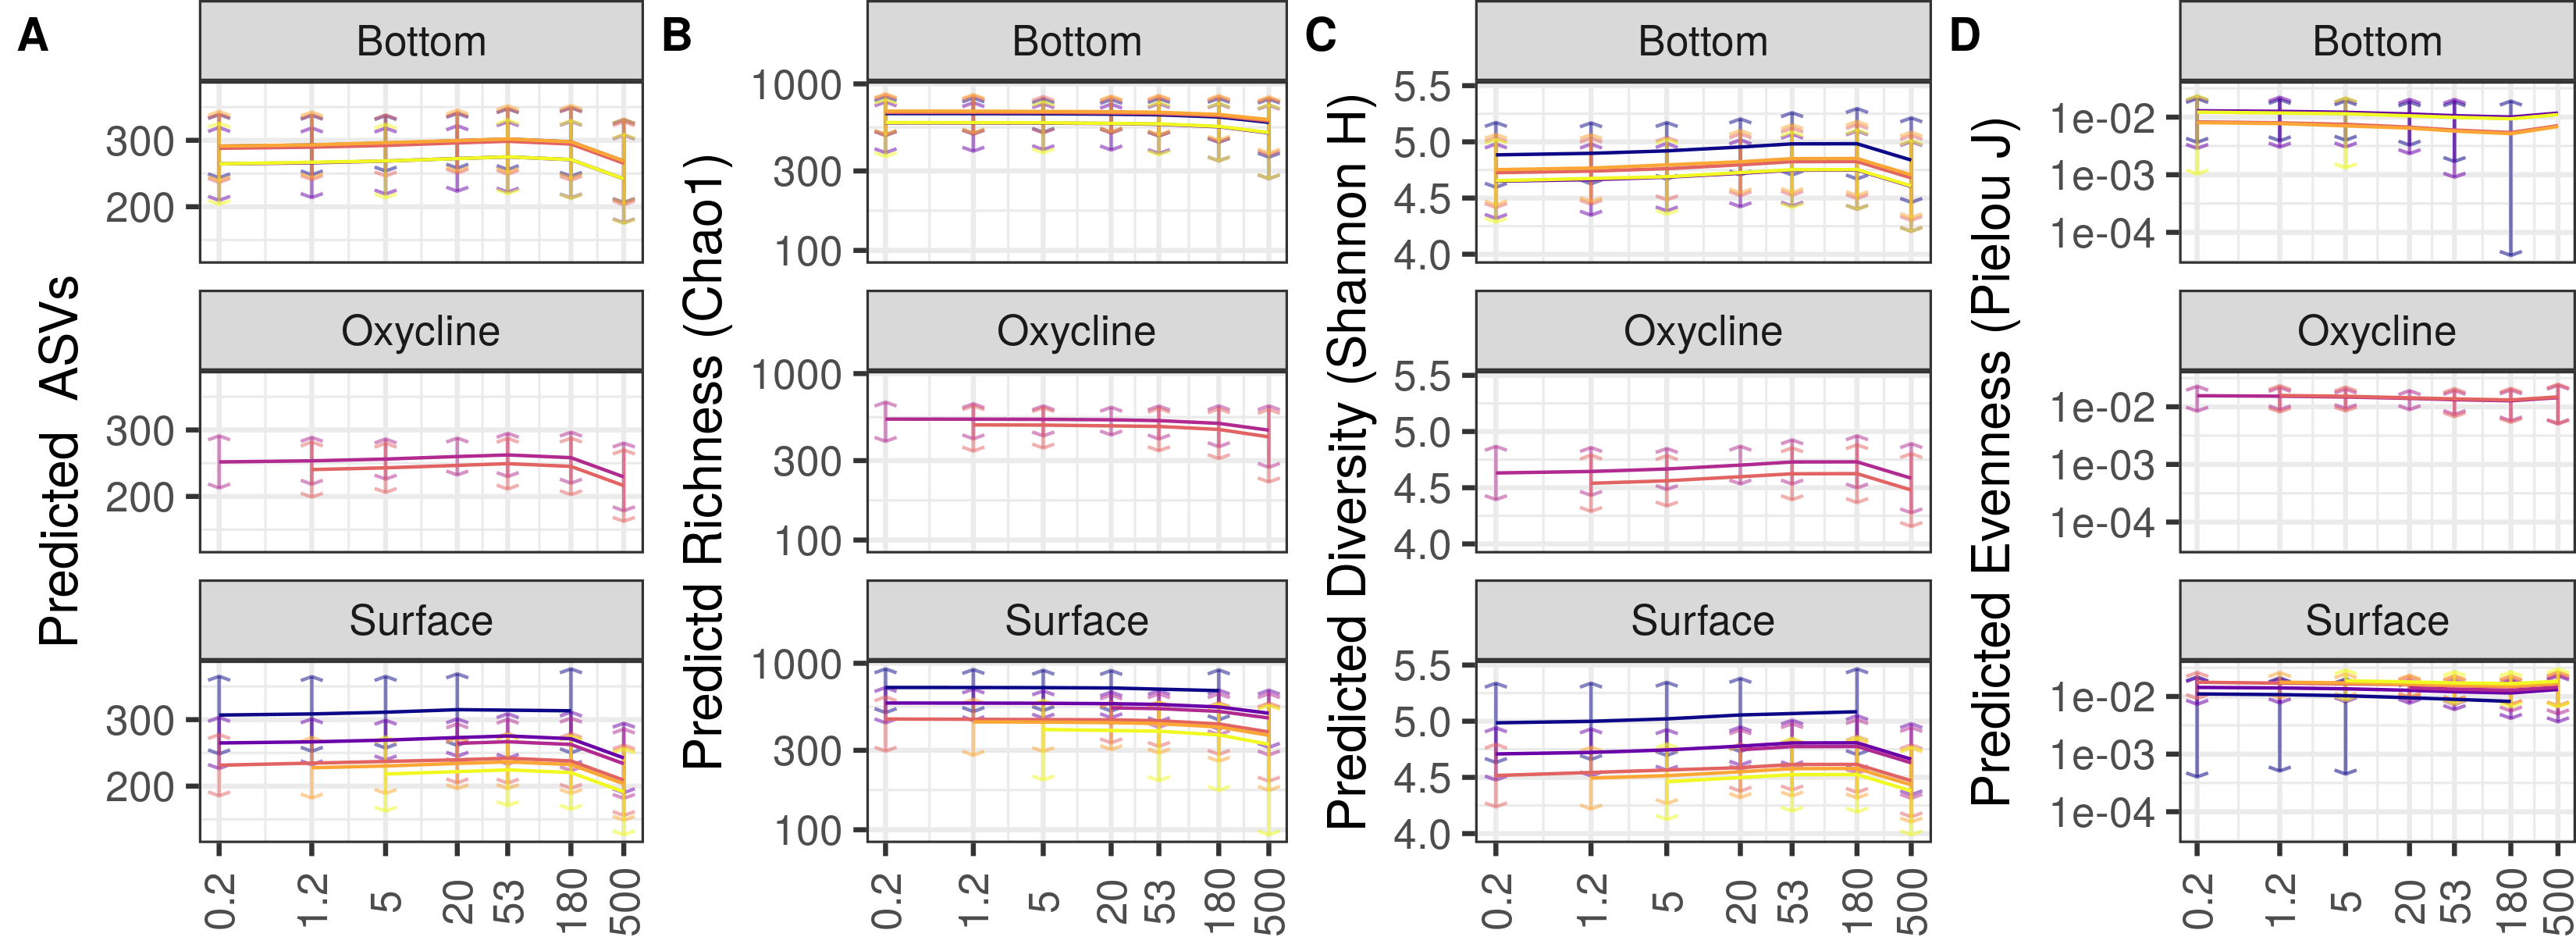 A
Predicted  ASVs
Bottom
300
200
Oxycline
300
200
Surface
300
200
0.2
1.2
5
20
53
180
500
B
Predictd Richness (Chao1)
Bottom
1000
300
100
Oxycline
1000
300
100
Surface
1000
300
100
0.2
1.2
5
20
53
180
500
C
Predicted Diversity (Shannon H)
Bottom
5.5
5.0
4.5
4.0
Oxycline
5.5
5.0
4.5
4.0
Surface
5.5
5.0
4.5
4.0
0.2
1.2
5
20
53
180
500
D
Predicted Evenness (Pielou J)
Bottom
1e-02
1e-03
1e-04
Oxycline
1e-02
1e-03
1e-04
Surface
1e-02
1e-03
1e-04
0.2
1.2
5
20
53
180
500